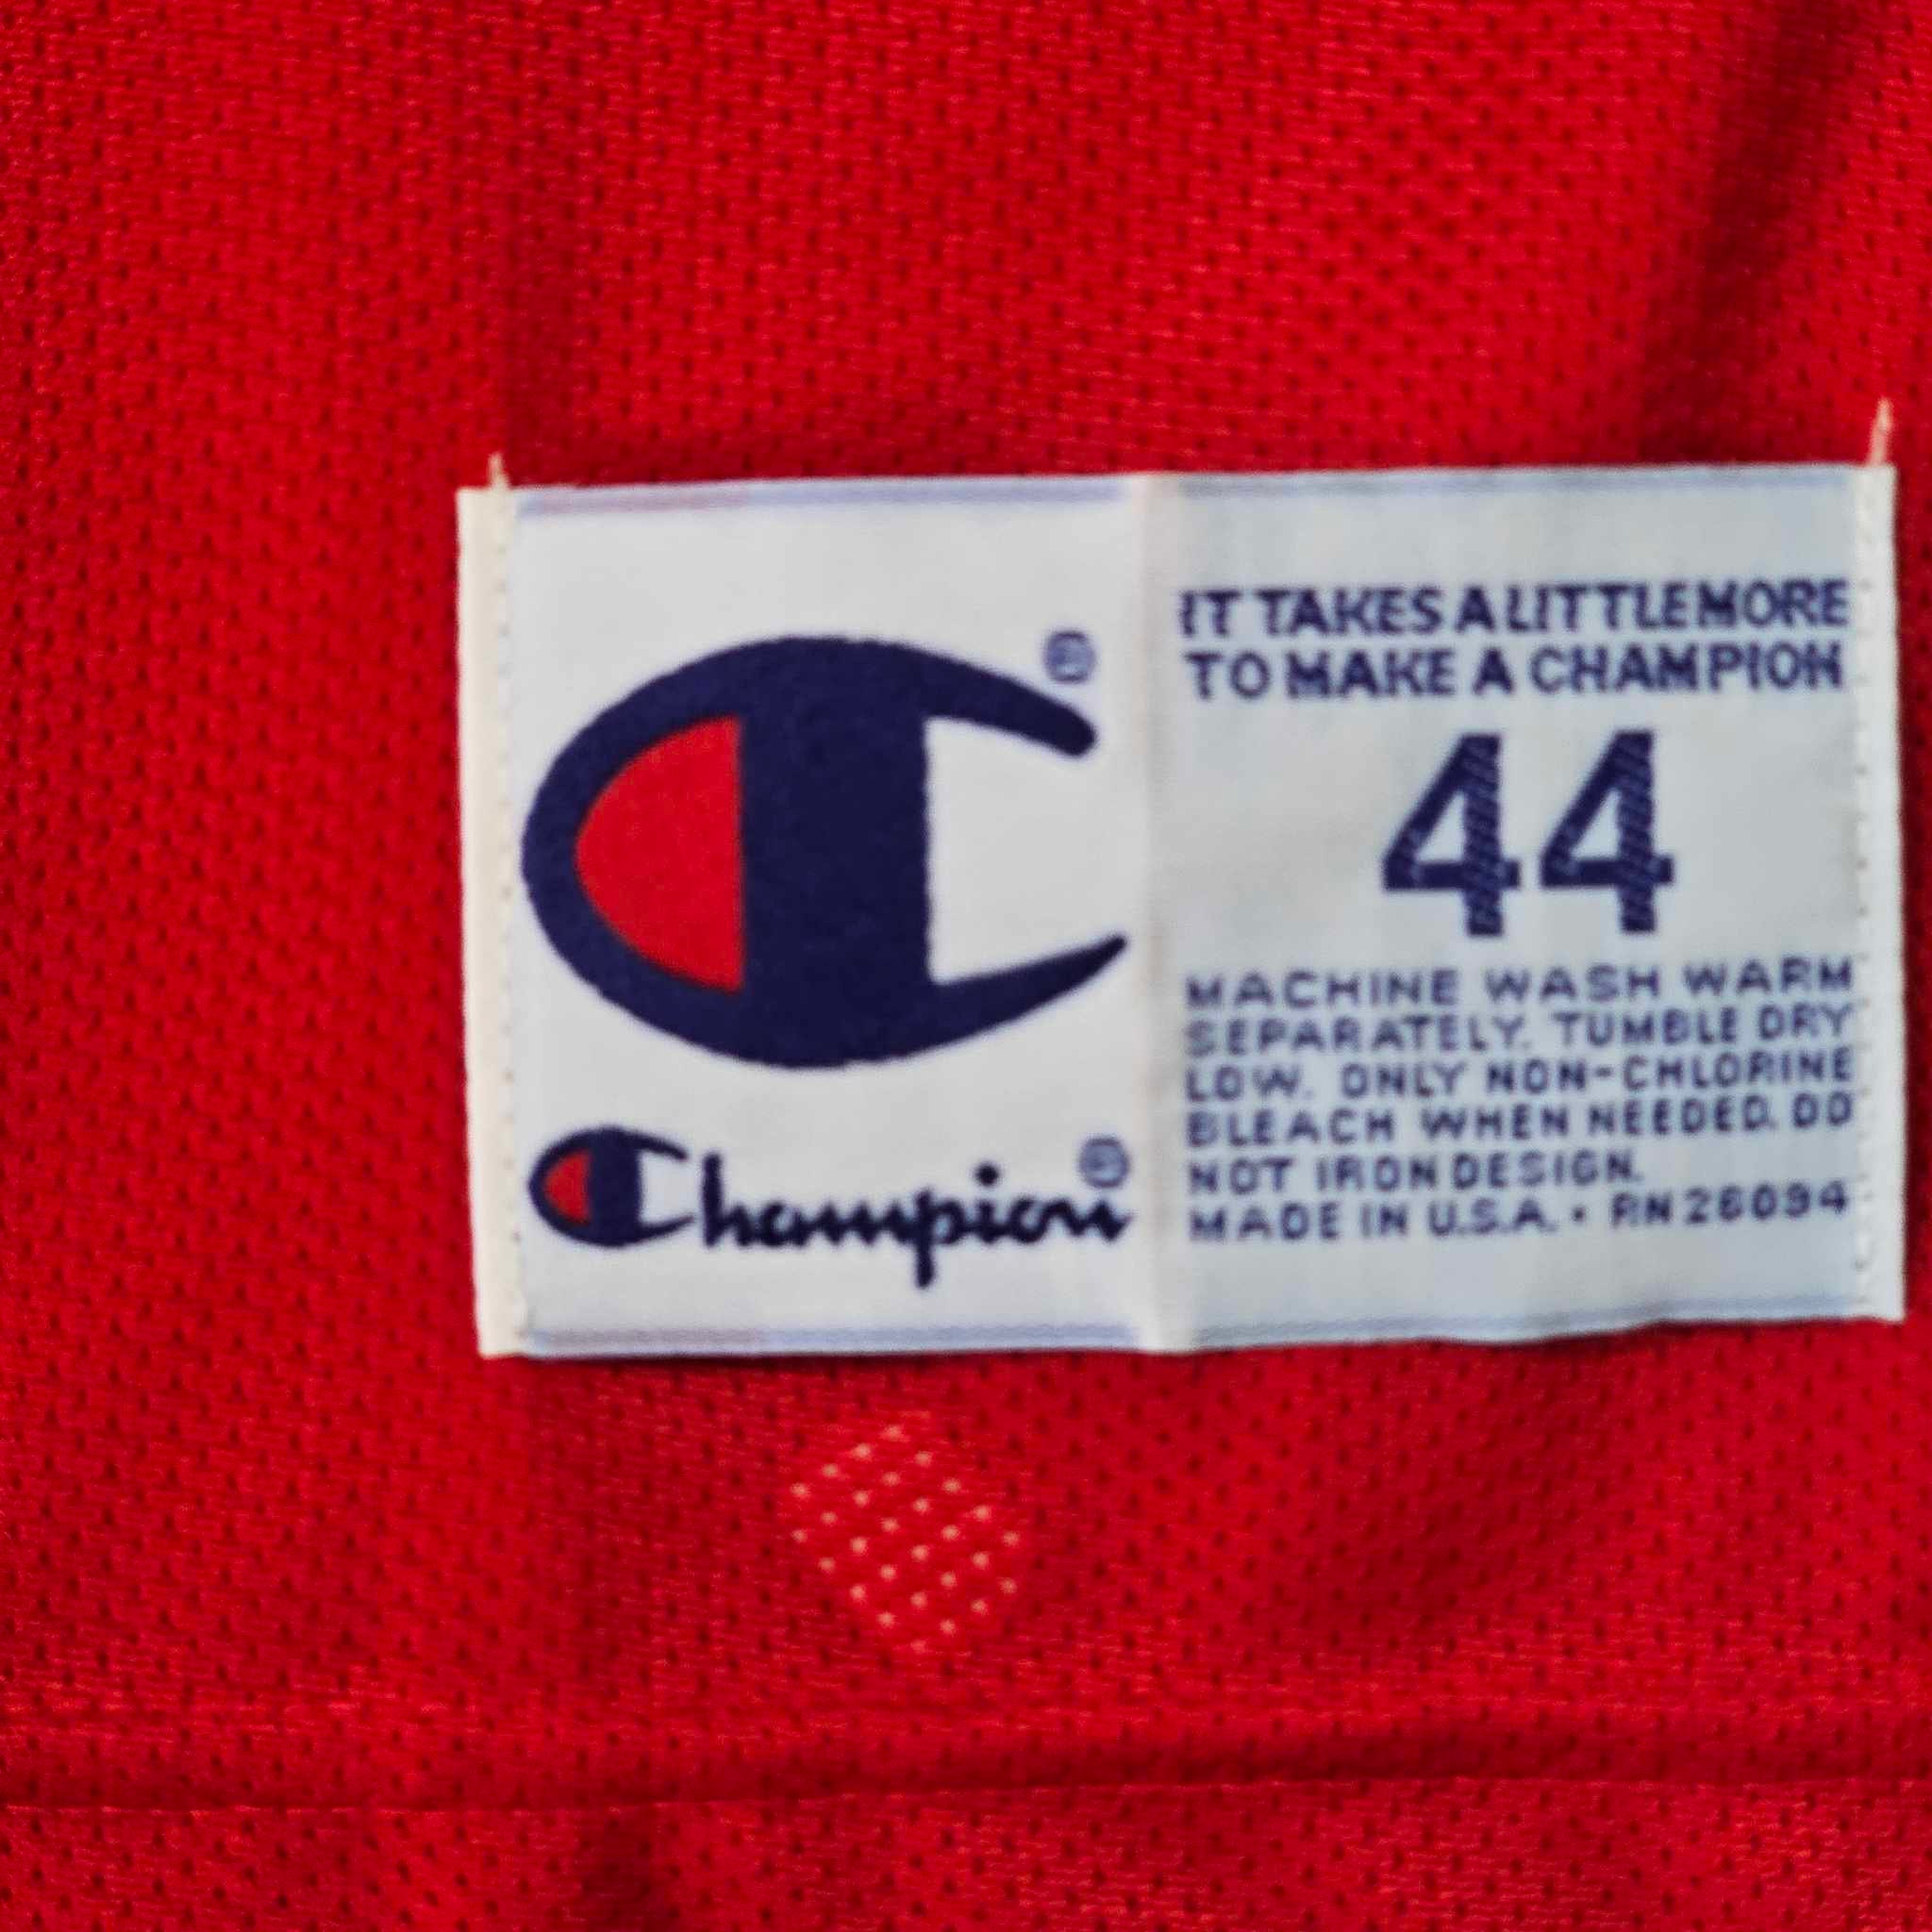 Champion
IT TAKES A LITTLE MORE
TO MAKE A CHAMPION
44
MACHINE WASH WARM
SEPARATELY. TUMBLE DRY
LOW. ONLY NON-CHLORINE
BLEACH WHEN NEEDED. DO
NOT IRON DESIGN.
MADE IN U.S.A. • RN 26094